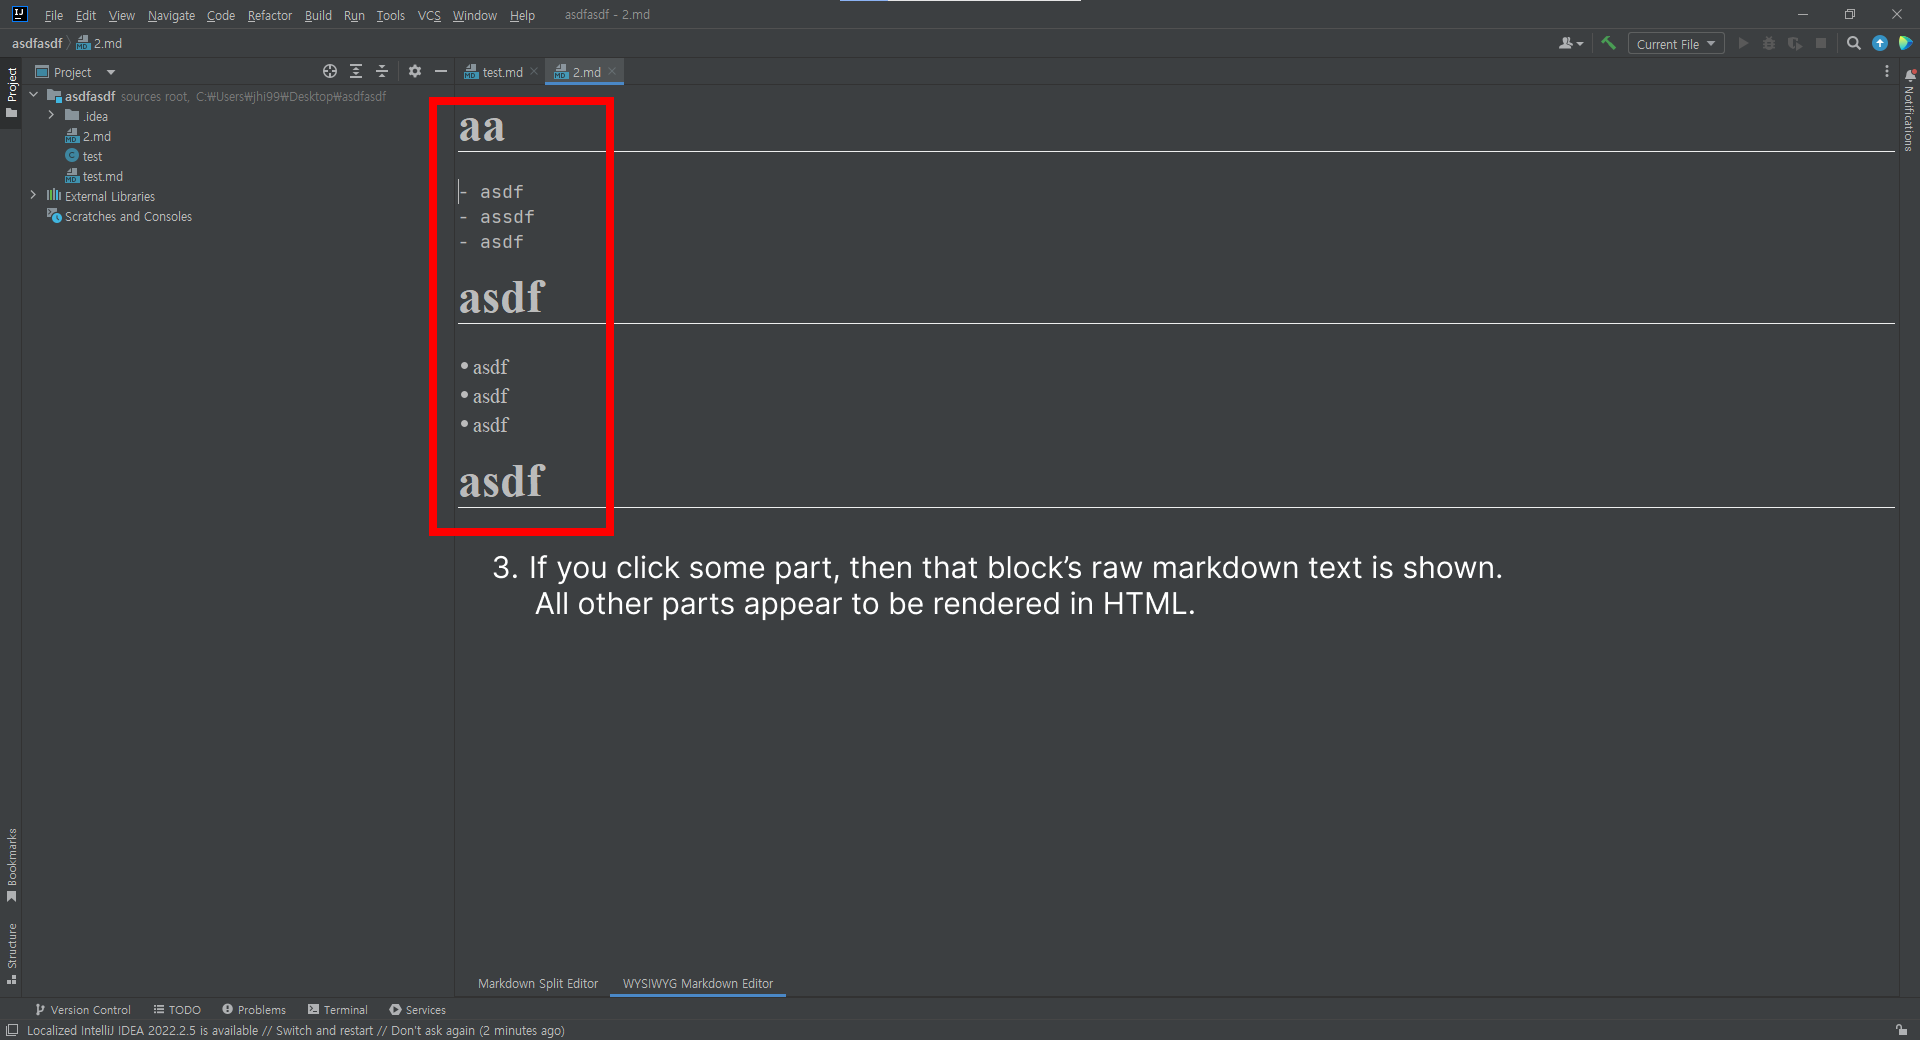 IJ File Edit View Navigate Code Refactor Build Run Tools VCS Window Help asdfasdf - 2.md
asdfasdf 2.md Current File
Project test.md 2.md
Project
asdfasdf sources root, C:₩Users₩jhi99₩Desktop₩asdfasdf
.idea
2.md
test
test.md
External Libraries
Scratches and Consoles
Notifications
aa
- asdf
- assdf
- asdf
asdf
• asdf
• asdf
• asdf
asdf
3. If you click some part, then that block’s raw markdown text is shown.
All other parts appear to be rendered in HTML.
Bookmarks
Structure
Markdown Split Editor WYSIWYG Markdown Editor
Version Control TODO Problems Terminal Services
Localized IntelliJ IDEA 2022.2.5 is available // Switch and restart // Don't ask again (2 minutes ago)